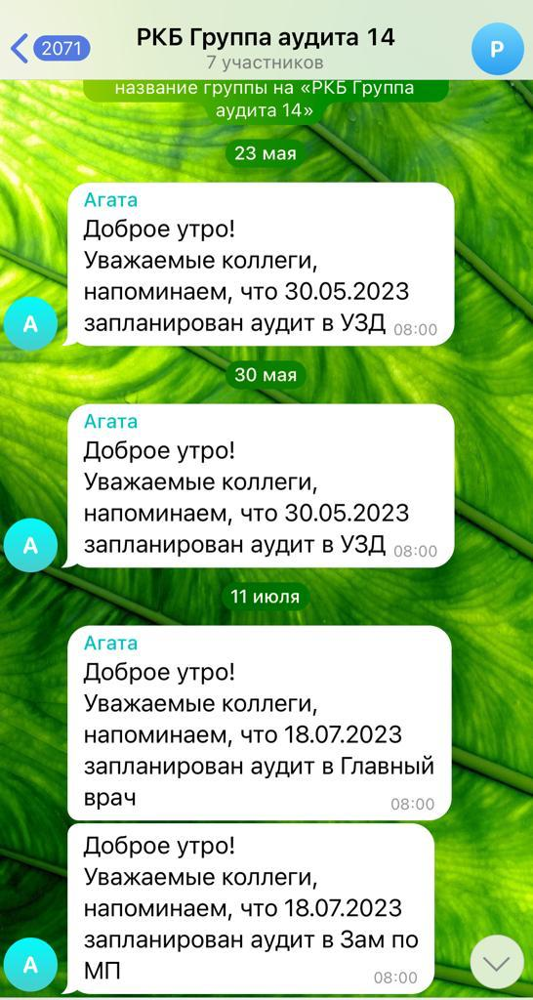 2071
РКБ Группа аудита 14
7 участников
Р
название группы на «РКБ Группа
аудита 14»
23 мая
Агата
Доброе утро!
Уважаемые коллеги,
напоминаем, что 30.05.2023
запланирован аудит в УЗД 08:00
А
30 мая
Агата
Доброе утро!
Уважаемые коллеги,
напоминаем, что 30.05.2023
запланирован аудит в УЗД 08:00
А
11 июля
Агата
Доброе утро!
Уважаемые коллеги,
напоминаем, что 18.07.2023
запланирован аудит в Главный
врач 08:00
Доброе утро!
Уважаемые коллеги,
напоминаем, что 18.07.2023
запланирован аудит в Зам по
МП 08:00
А